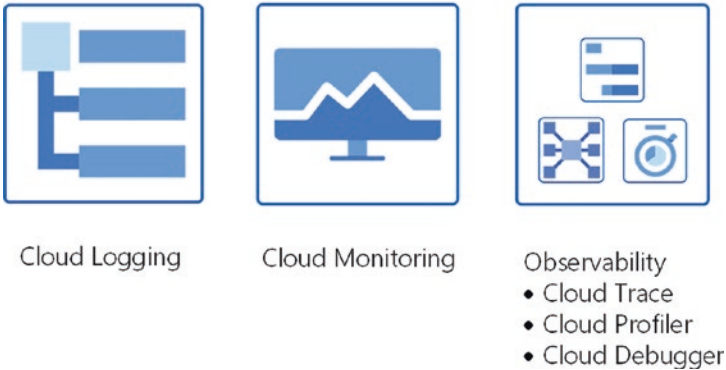 Cloud Logging
Cloud Monitoring
Observability
• Cloud Trace
• Cloud Profiler
• Cloud Debugger